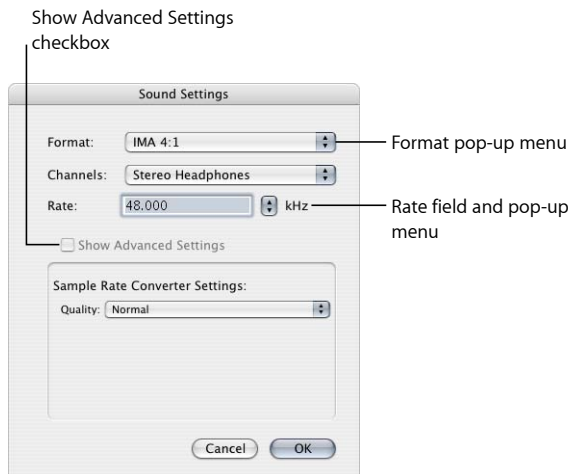 Show Advanced Settings
checkbox
Sound Settings
Format: IMA 4:1
Format pop-up menu
Channels: Stereo Headphones
Rate: 48.000 kHz
Rate field and pop-up
menu
Show Advanced Settings
Sample Rate Converter Settings:
Quality: Normal
Cancel OK